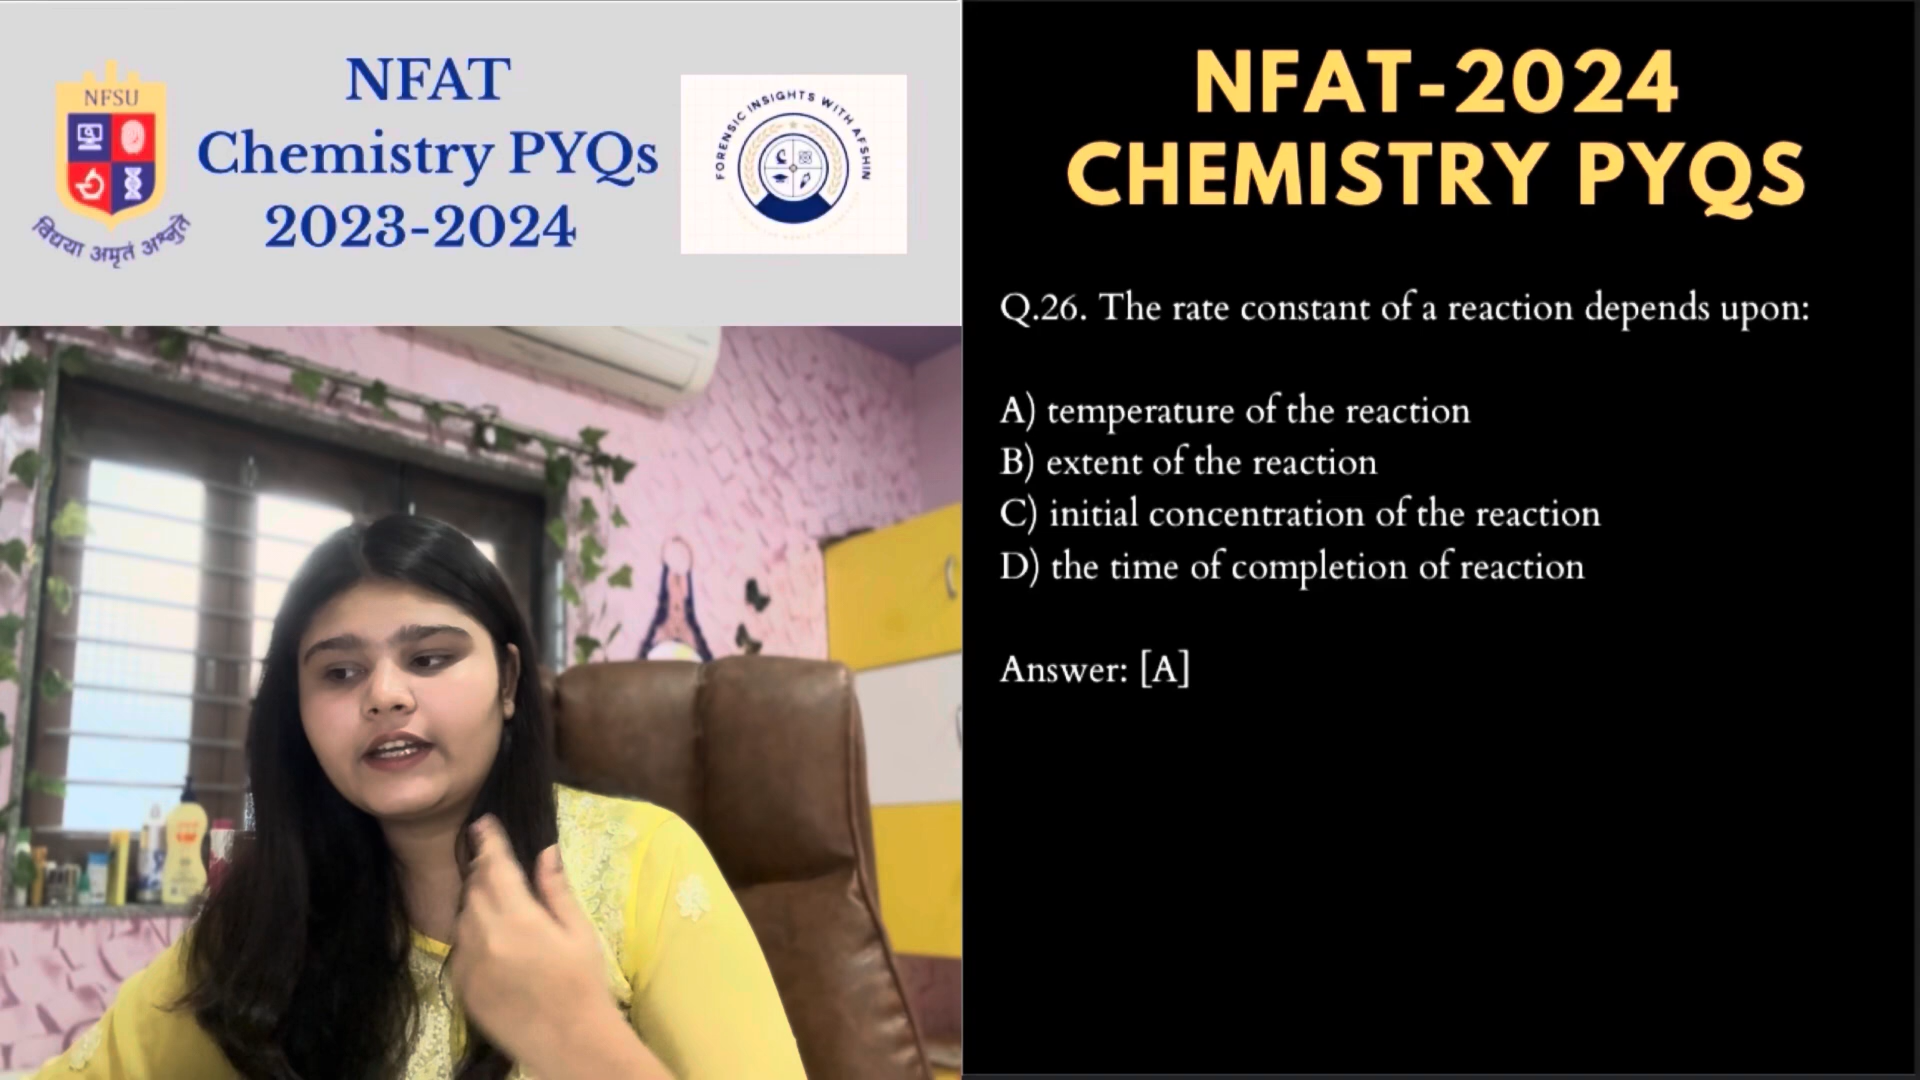 NFSU
विद्यया अमृतं अश्नुते
NFAT
Chemistry PYQs
2023-2024
FORENSIC INSIGHTS WITH AFSHIN
NFAT-2024
CHEMISTRY PYQS
Q.26. The rate constant of a reaction depends upon:
A) temperature of the reaction
B) extent of the reaction
C) initial concentration of the reaction
D) the time of completion of reaction
Answer: [A]